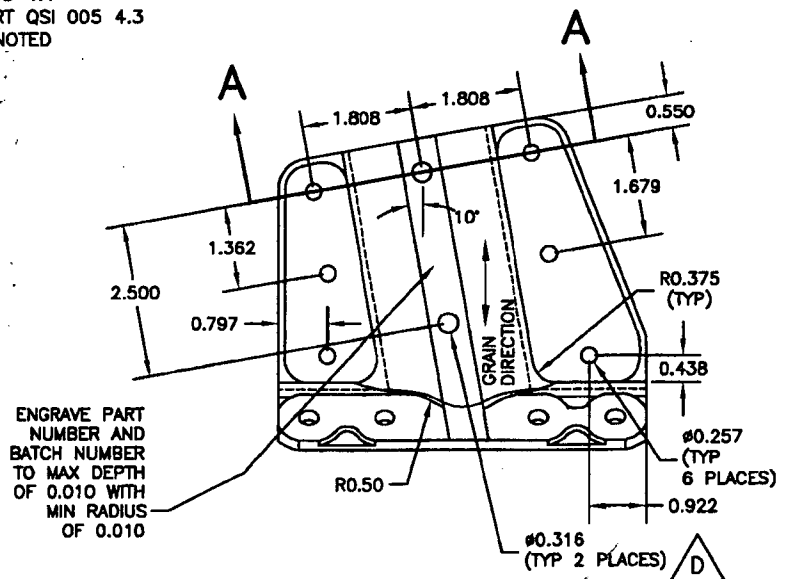 RT QSI 005 4.3
NOTED
A
A
1.808
1.808
0.550
1.679
10°
1.362
2.500
0.797
R0.375
(TYP)
GRAIN
DIRECTION
0.438
ENGRAVE PART
NUMBER AND
BATCH NUMBER
TO MAX DEPTH
OF 0.010 WITH
MIN RADIUS
OF 0.010
R0.50
ø0.257
(TYP
6 PLACES)
0.922
ø0.316
(TYP 2 PLACES)
D